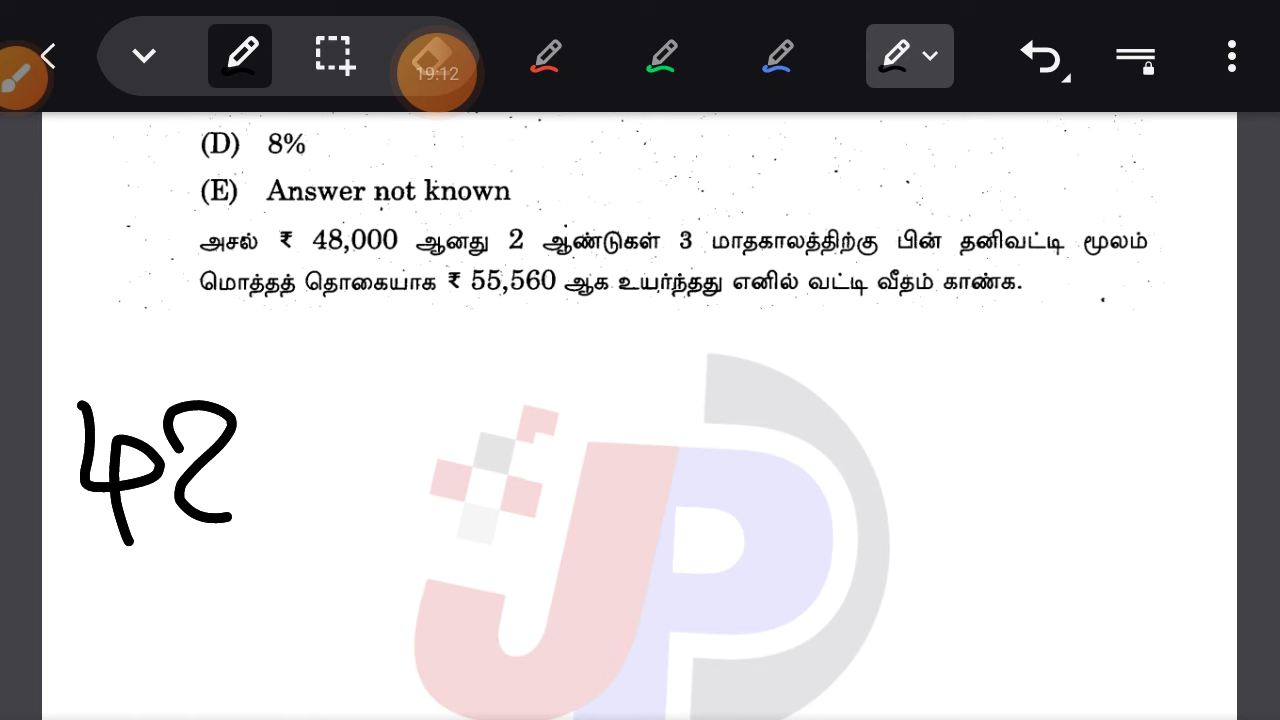 19:12
(D) 8%
(E) Answer not known
அசல் ₹ 48,000 ஆனது 2 ஆண்டுகள் 3 மாதகாலத்திற்கு பின் தனிவட்டி மூலம்
மொத்தத் தொகையாக ₹ 55,560 ஆக உயர்ந்தது எனில் வட்டி வீதம் காண்க.
42
JP